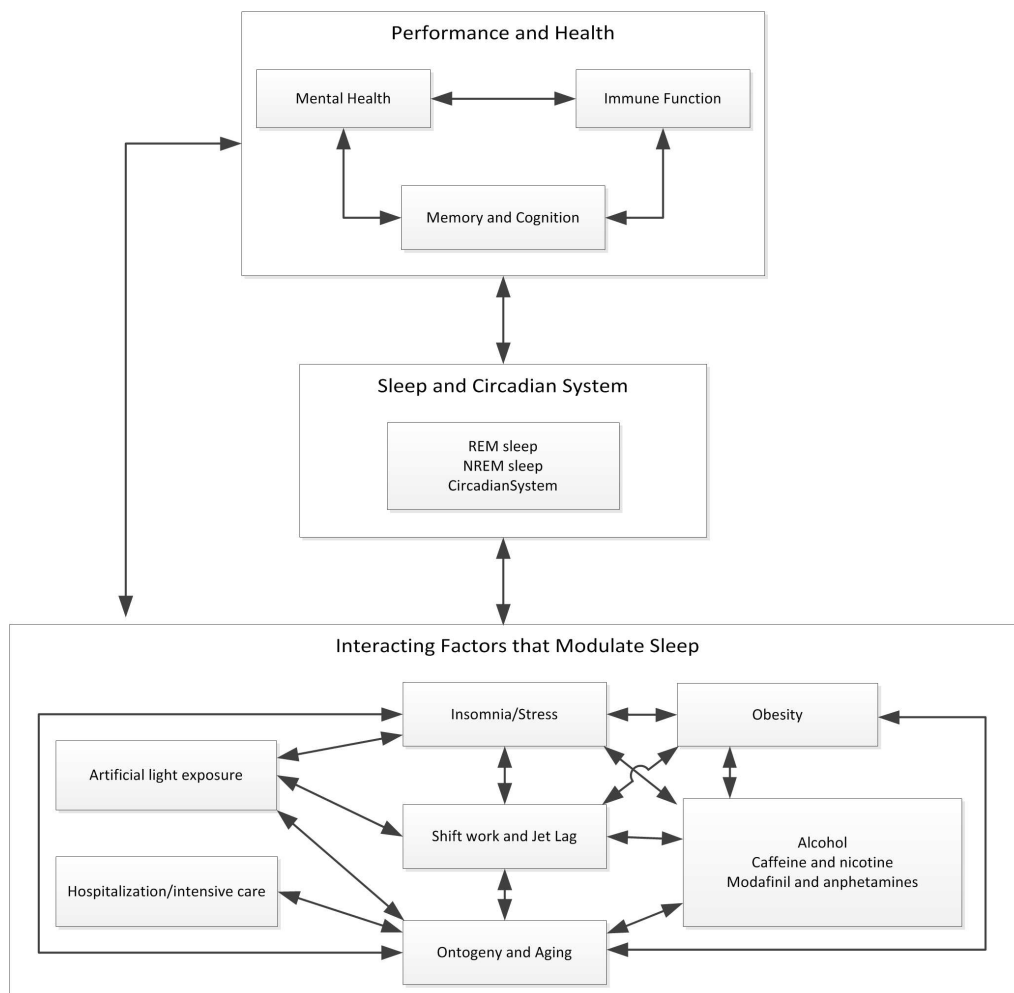 Performance and Health
Mental Health
Immune Function
Memory and Cognition
Sleep and Circadian System
REM sleep
NREM sleep
CircadianSystem
Interacting Factors that Modulate Sleep
Insomnia/Stress
Obesity
Artificial light exposure
Shift work and Jet Lag
Alcohol
Caffeine and nicotine
Modafinil and anphetamines
Hospitalization/intensive care
Ontogeny and Aging